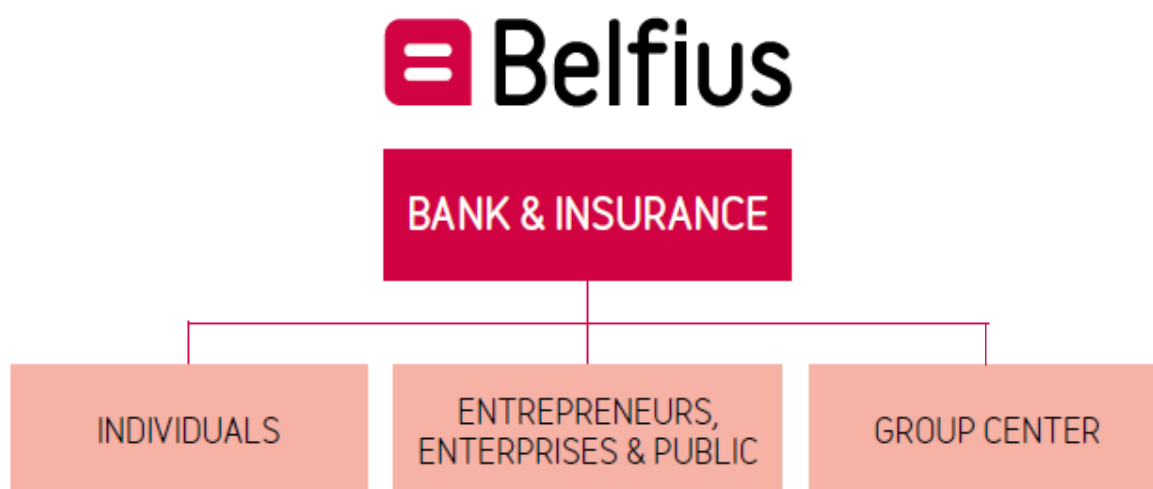 Belfius
BANK & INSURANCE
INDIVIDUALS
ENTREPRENEURS,
ENTERPRISES & PUBLIC
GROUP CENTER